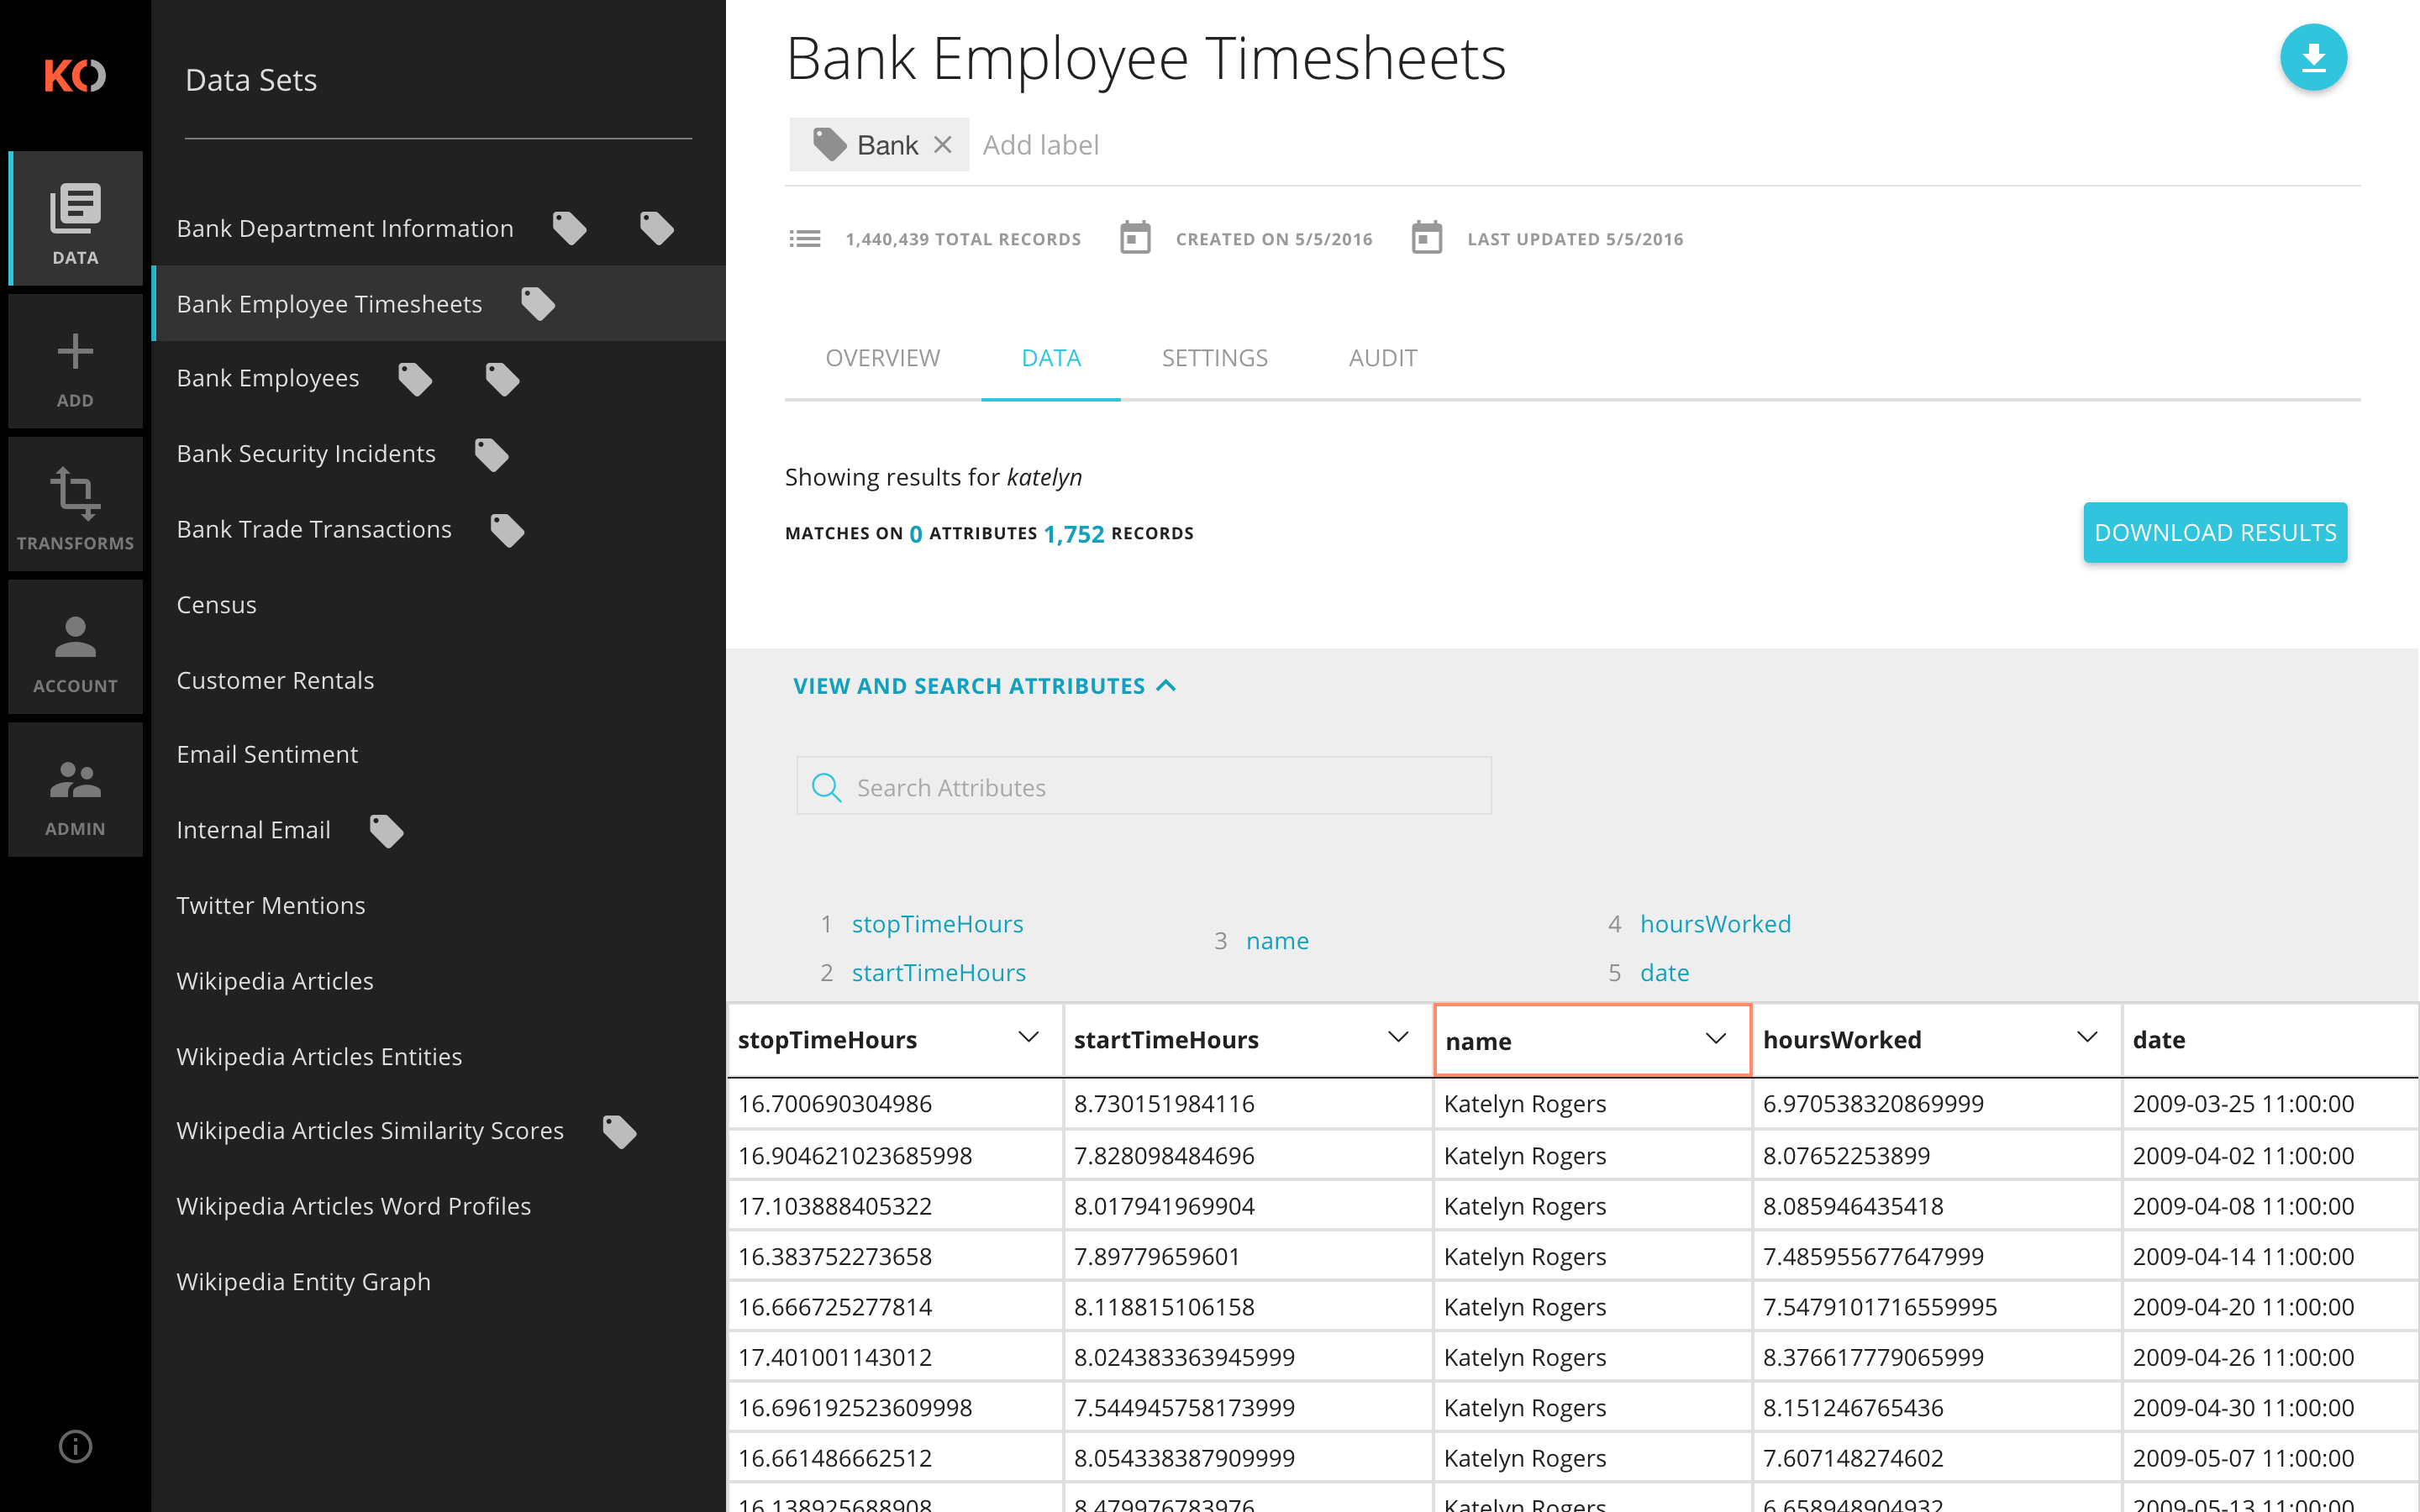 KO
DATA
ADD
TRANSFORMS
ACCOUNT
ADMIN
Data Sets
Bank Department Information
Bank Employee Timesheets
Bank Employees
Bank Security Incidents
Bank Trade Transactions
Census
Customer Rentals
Email Sentiment
Internal Email
Twitter Mentions
Wikipedia Articles
Wikipedia Articles Entities
Wikipedia Articles Similarity Scores
Wikipedia Articles Word Profiles
Wikipedia Entity Graph
Bank Employee Timesheets
Bank Add label
1,440,439 TOTAL RECORDS CREATED ON 5/5/2016 LAST UPDATED 5/5/2016
OVERVIEW DATA SETTINGS AUDIT
Showing results for katelyn
MATCHES ON 0 ATTRIBUTES 1,752 RECORDS
DOWNLOAD RESULTS
VIEW AND SEARCH ATTRIBUTES
Search Attributes
1 stopTimeHours
2 startTimeHours
3 name
4 hoursWorked
5 date
stopTimeHours startTimeHours name hoursWorked date
16.700690304986 8.730151984116 Katelyn Rogers 6.970538320869999 2009-03-25 11:00:00
16.904621023685998 7.828098484696 Katelyn Rogers 8.07652253899 2009-04-02 11:00:00
17.103888405322 8.017941969904 Katelyn Rogers 8.085946435418 2009-04-08 11:00:00
16.383752273658 7.89779659601 Katelyn Rogers 7.485955677647999 2009-04-14 11:00:00
16.666725277814 8.118815106158 Katelyn Rogers 7.5479101716559995 2009-04-20 11:00:00
17.401001143012 8.024383363945999 Katelyn Rogers 8.376617779065999 2009-04-26 11:00:00
16.696192523609998 7.544945758173999 Katelyn Rogers 8.151246765436 2009-04-30 11:00:00
16.661486662512 8.054338387909999 Katelyn Rogers 7.607148274602 2009-05-07 11:00:00
16.138925688908 8.479976783976 Katelyn Rogers 6.658948904932 2009-05-13 11:00:00